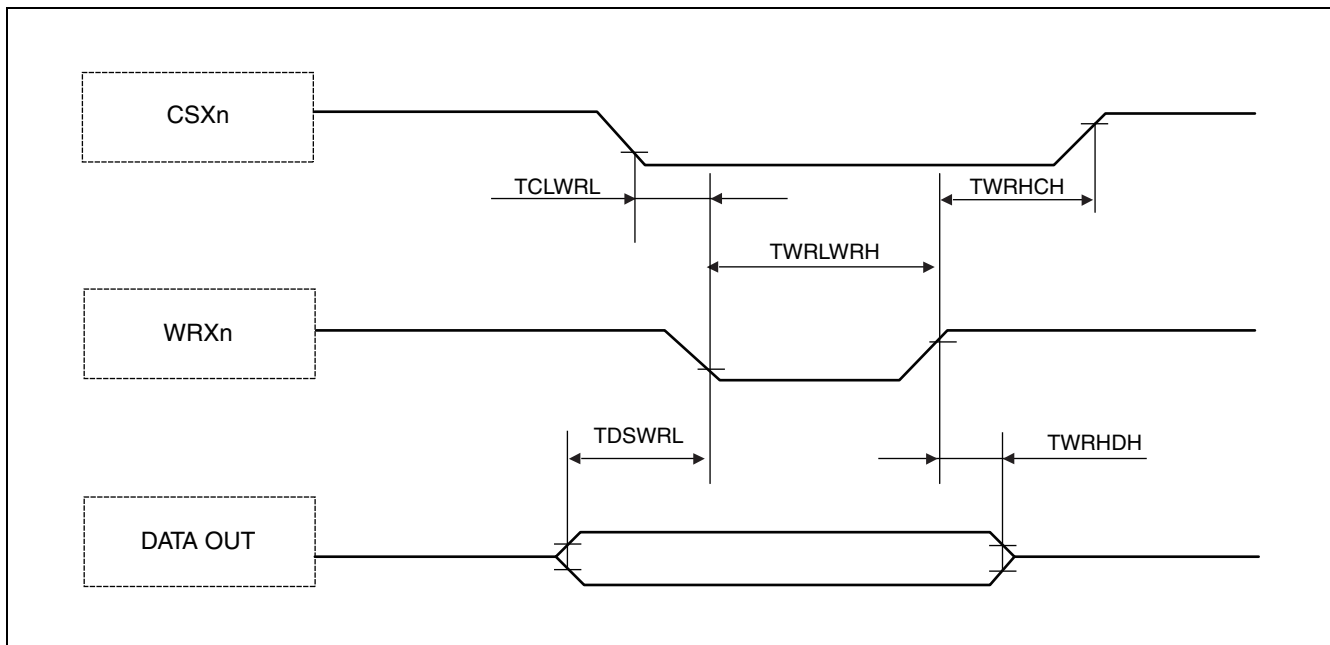 CSXn
TCLWRL
TWRHCH
TWRLWRH
WRXn
TDSWRL
TWRHDH
DATA OUT